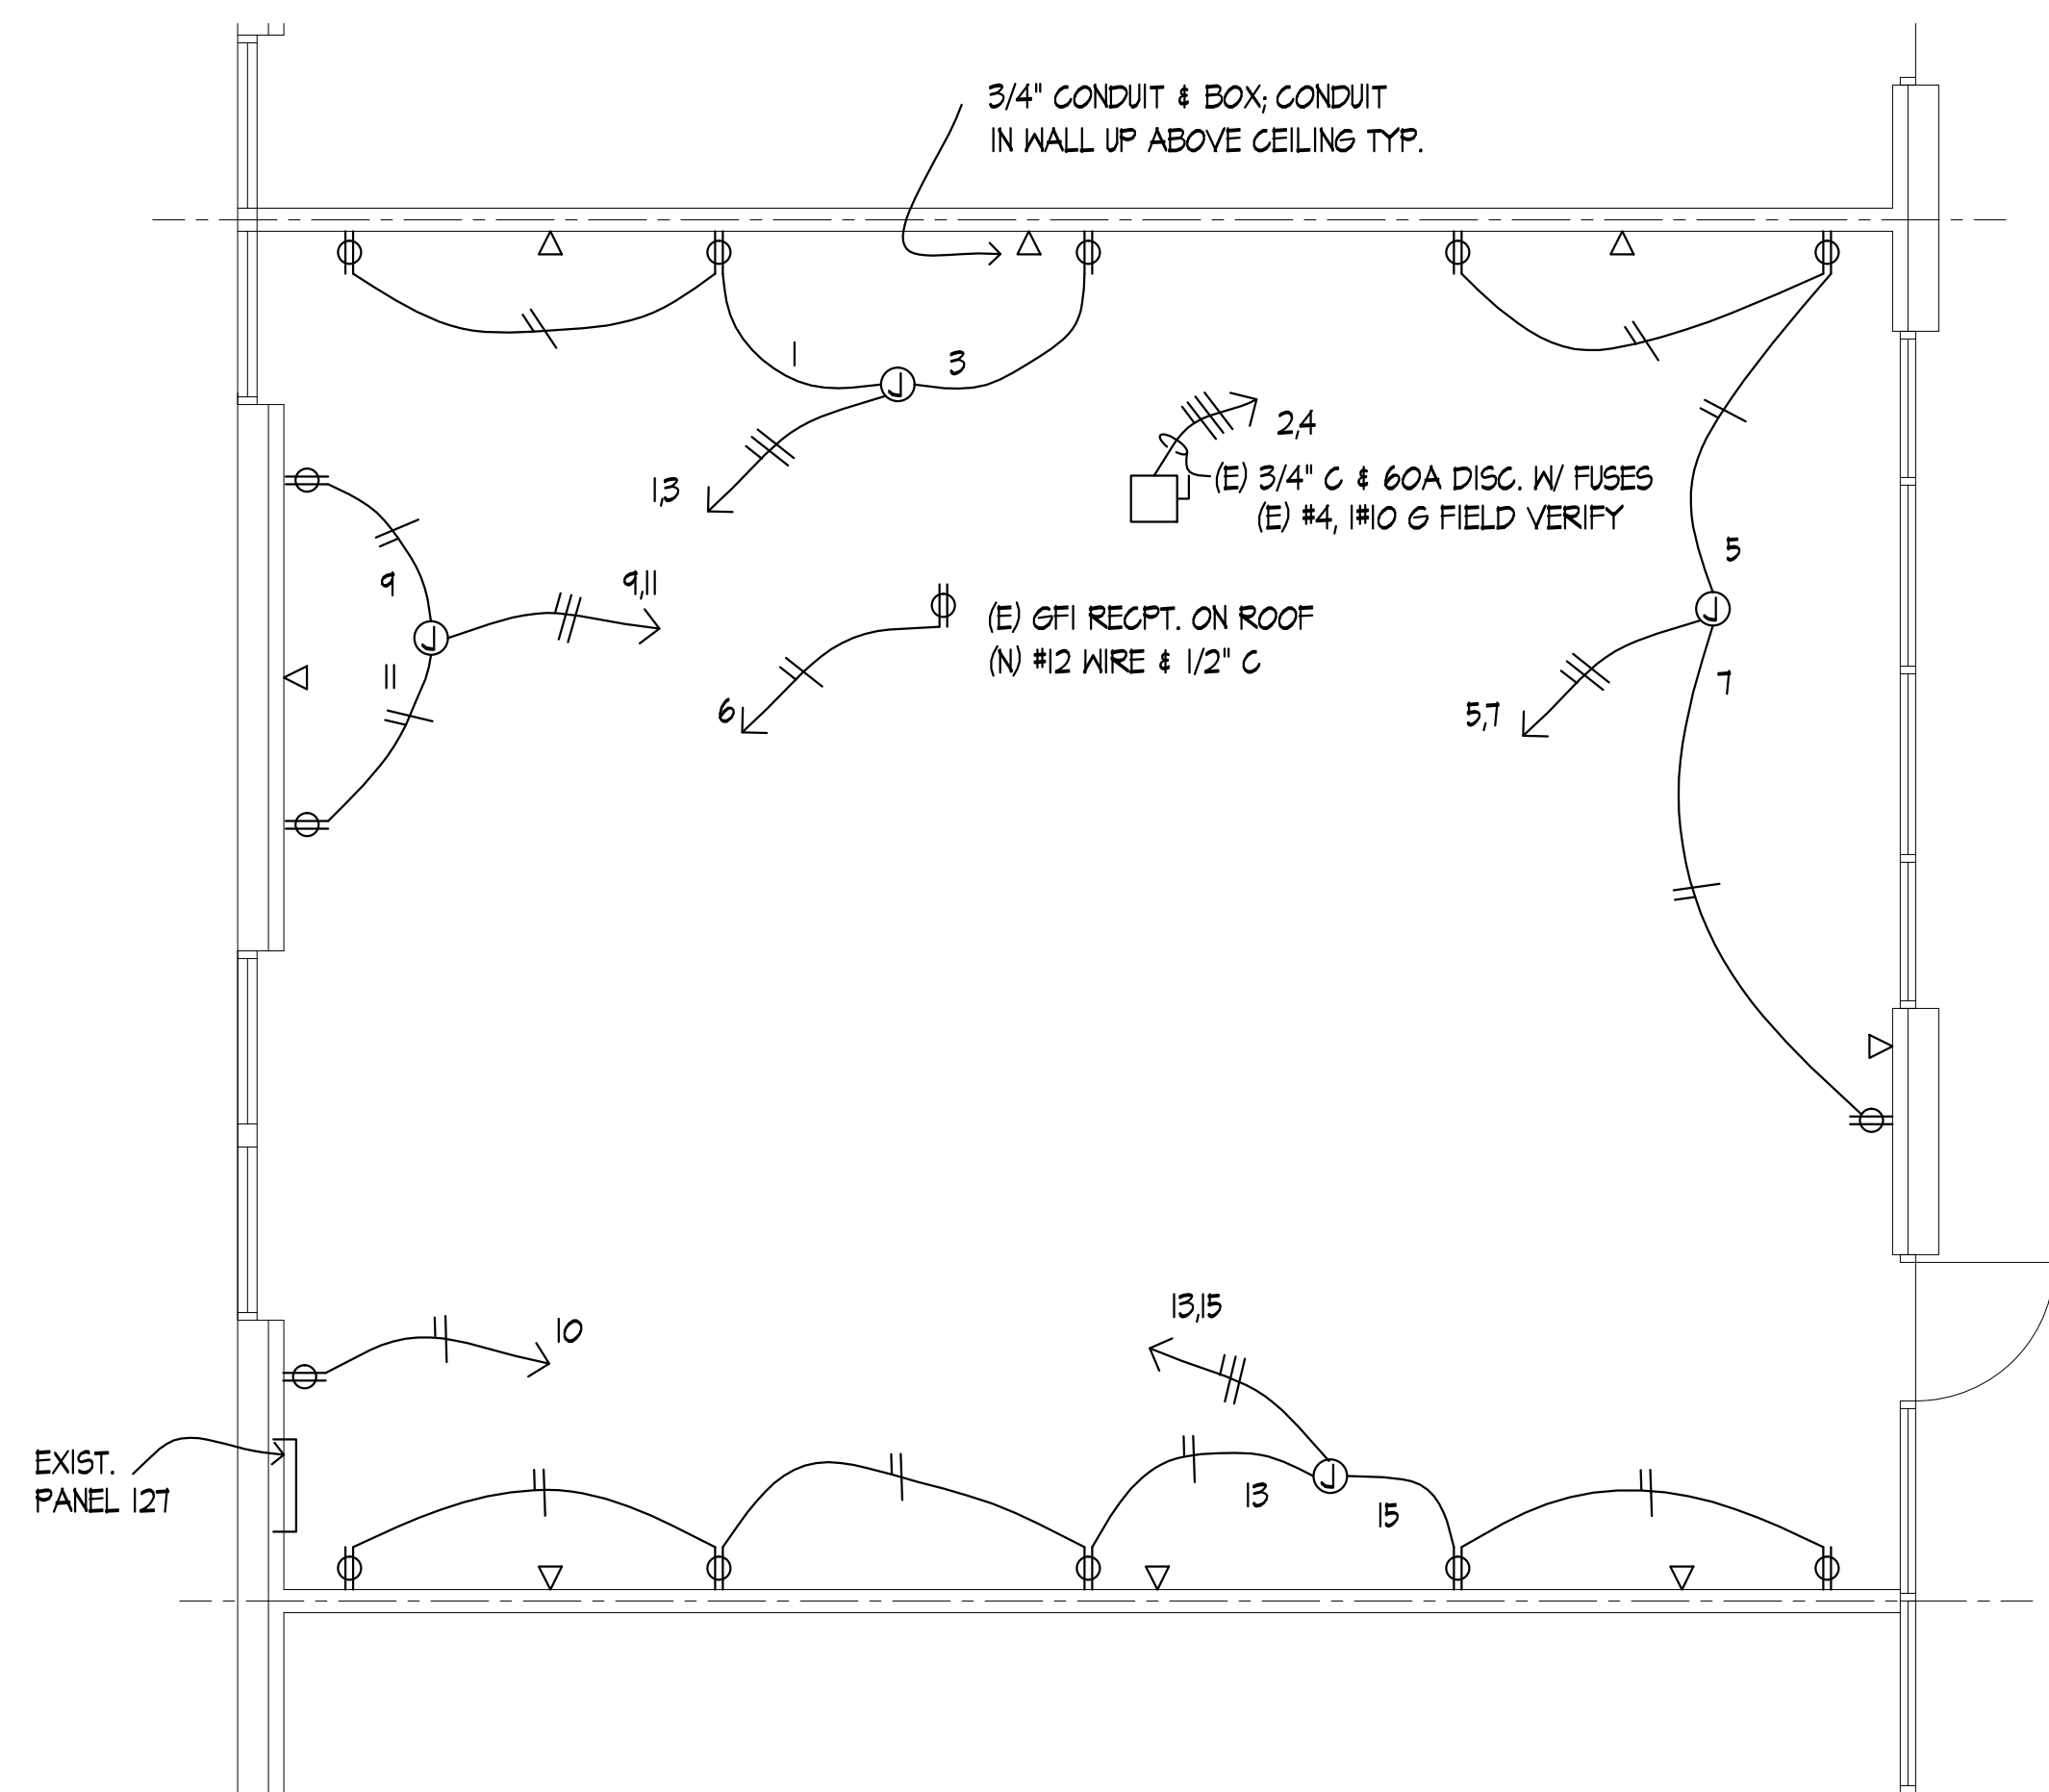 3/4" CONDUIT & BOX; CONDUIT
IN WALL UP ABOVE CEILING TYP.
1
J
3
1,3
2,4
(E) 3/4" C & 60A DISC. W/ FUSES
(E) #4, 1#10 G FIELD VERIFY
9
9,11
J
11
(E) GFI RECPT. ON ROOF
(N) #12 WIRE & 1/2" C
6
5
J
7
5,7
10
13,15
EXIST.
PANEL 127
13
J
15